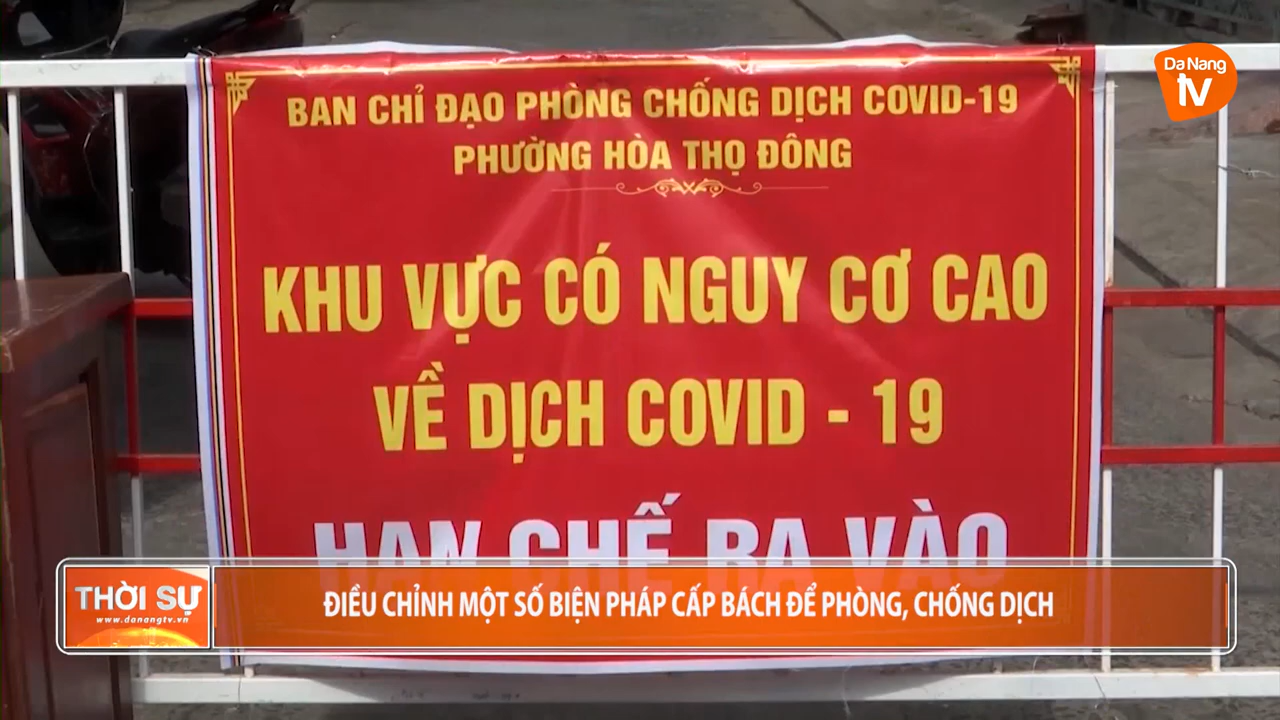 Da Nang
tv
BAN CHỈ ĐẠO PHÒNG CHỐNG DỊCH COVID-19
PHƯỜNG HÒA THỌ ĐÔNG
KHU VỰC CÓ NGUY CƠ CAO
VỀ DỊCH COVID - 19
HẠN CHẾ RA VÀO
THỜI SỰ
www.danangtv.vn
ĐIỀU CHỈNH MỘT SỐ BIỆN PHÁP CẤP BÁCH ĐỂ PHÒNG, CHỐNG DỊCH